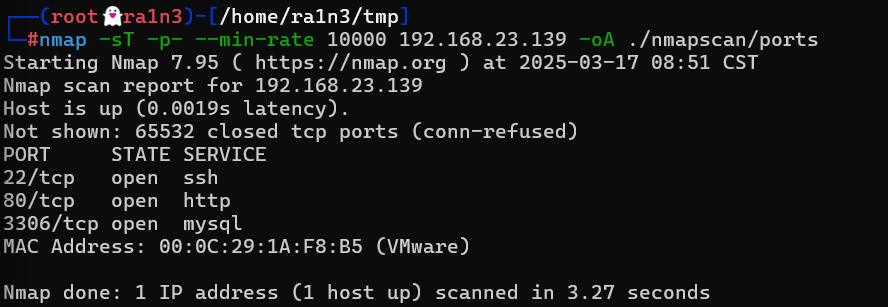 ┌──(root👻ra1n3)-[/home/ra1n3/tmp]
└─#nmap -sT -p- --min-rate 10000 192.168.23.139 -oA ./nmapscan/ports
Starting Nmap 7.95 ( https://nmap.org ) at 2025-03-17 08:51 CST
Nmap scan report for 192.168.23.139
Host is up (0.0019s latency).
Not shown: 65532 closed tcp ports (conn-refused)
PORT     STATE SERVICE
22/tcp   open  ssh
80/tcp   open  http
3306/tcp open  mysql
MAC Address: 00:0C:29:1A:F8:B5 (VMware)
Nmap done: 1 IP address (1 host up) scanned in 3.27 seconds